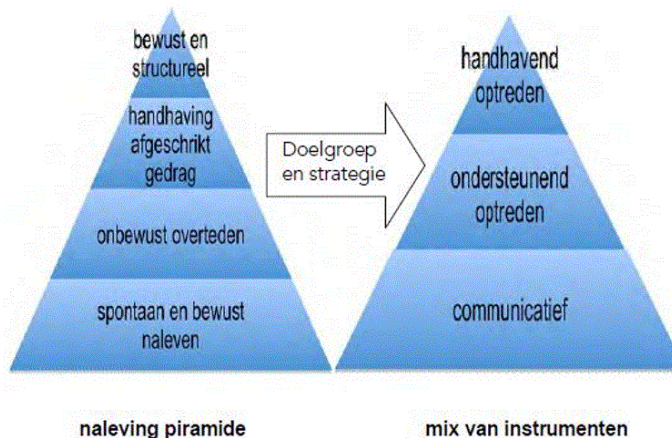 bewust en
structureel
handhaving
afgeschrikt
gedrag
onbewust overteden
spontaan en bewust
naleven
Doelgroep
en strategie
handhavend
optreden
ondersteunend
optreden
communicatief
naleving piramide
mix van instrumenten